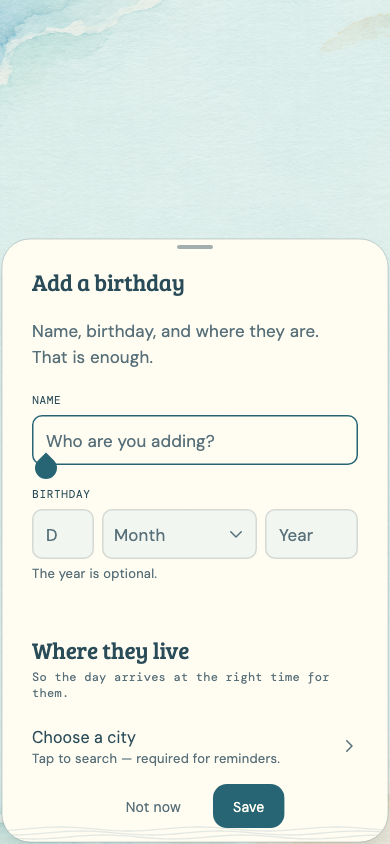 Add a birthday
Name, birthday, and where they are.
That is enough.
NAME
Who are you adding?
BIRTHDAY
D
Month
Year
The year is optional.
Where they live
So the day arrives at the right time for
them.
Choose a city
Tap to search — required for reminders.
Not now
Save